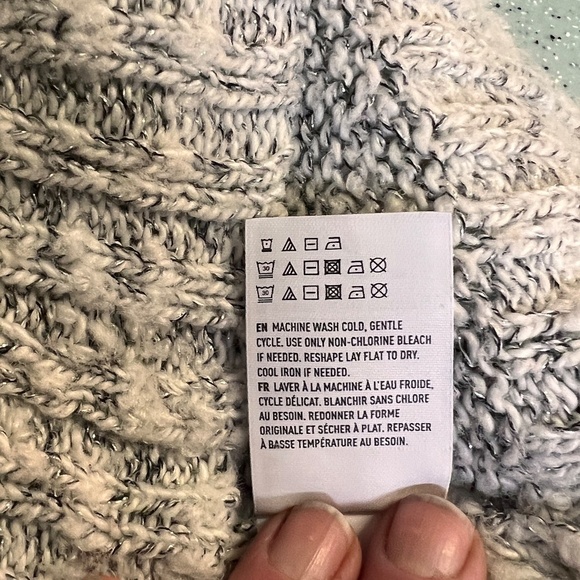 30
30
EN MACHINE WASH COLD, GENTLE
CYCLE. USE ONLY NON-CHLORINE BLEACH
IF NEEDED. RESHAPE LAY FLAT TO DRY.
COOL IRON IF NEEDED.
FR LAVER À LA MACHINE À L'EAU FROIDE,
CYCLE DÉLICAT. BLANCHIR SANS CHLORE
AU BESOIN. REDONNER LA FORME
ORIGINALE ET SÉCHER À PLAT. REPASSER
À BASSE TEMPÉRATURE AU BESOIN.